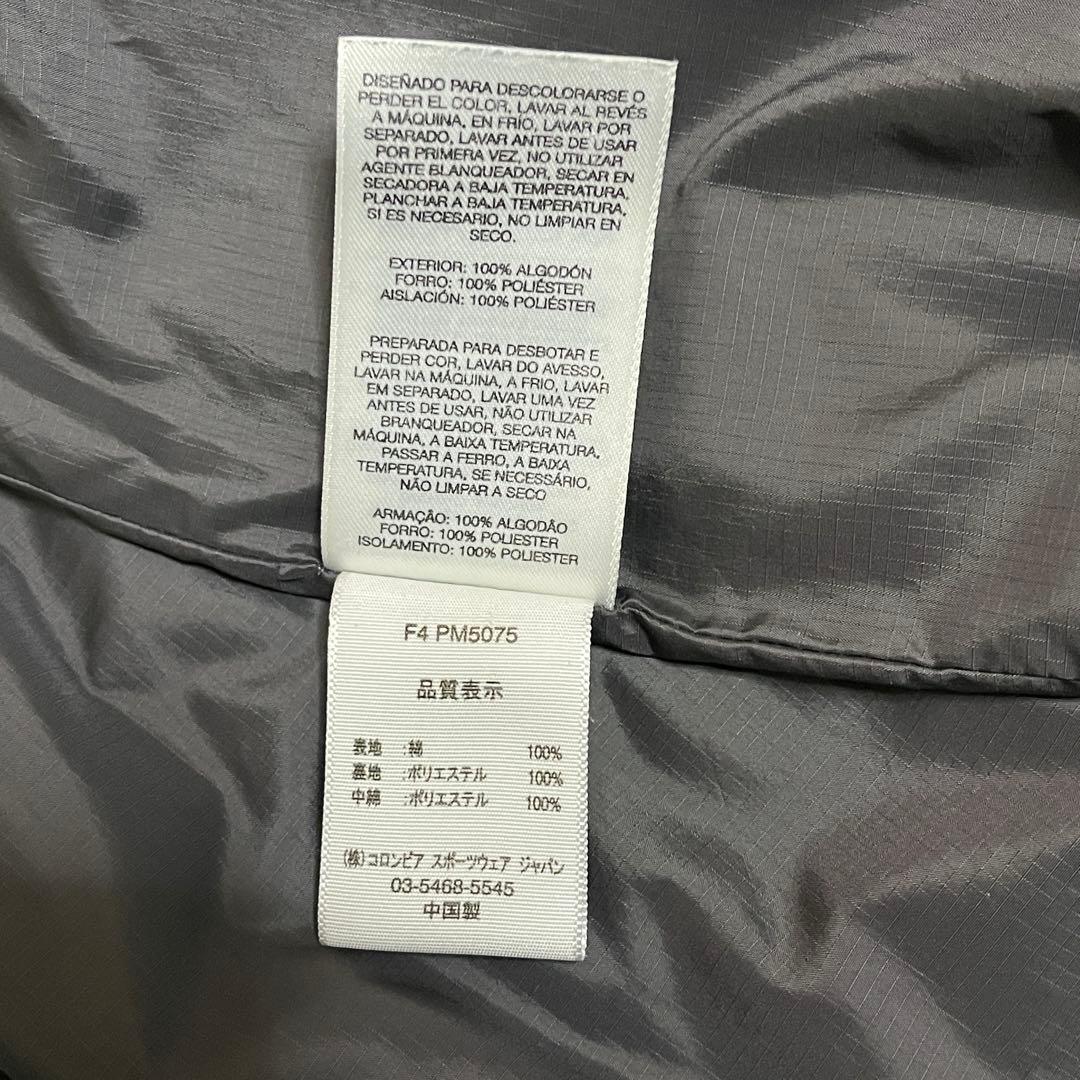 DISEÑADO PARA DESCOLORARSE O
PERDER EL COLOR, LAVAR AL REVÉS
A MÁQUINA, EN FRÍO, LAVAR POR
SEPARADO, LAVAR ANTES DE USAR
POR PRIMERA VEZ, NO UTILIZAR
AGENTE BLANQUEADOR, SECAR EN
SECADORA A BAJA TEMPERATURA,
PLANCHAR A BAJA TEMPERATURA,
SI ES NECESARIO, NO LIMPIAR EN
SECO.
EXTERIOR: 100% ALGODÓN
FORRO: 100% POLIÉSTER
AISLACIÓN: 100% POLIÉSTER
PREPARADA PARA DESBOTAR E
PERDER COR, LAVAR DO AVESSO,
LAVAR NA MÁQUINA, A FRIO, LAVAR
EM SEPARADO, LAVAR UMA VEZ
ANTES DE USAR, NÃO UTILIZAR
BRANQUEADOR, SECAR NA
MÁQUINA, A BAIXA TEMPERATURA,
PASSAR A FERRO, A BAIXA
TEMPERATURA, SE NECESSÁRIO,
NÃO LIMPAR A SECO
ARMAÇÃO: 100% ALGODÃO
FORRO: 100% POLIESTER
ISOLAMENTO: 100% POLIESTER
F4 PM5075
品質表示
表地 :綿 100%
裏地 :ポリエステル 100%
中綿 :ポリエステル 100%
(株)コロンビア スポーツウェア ジャパン
03-5468-5545
中国製